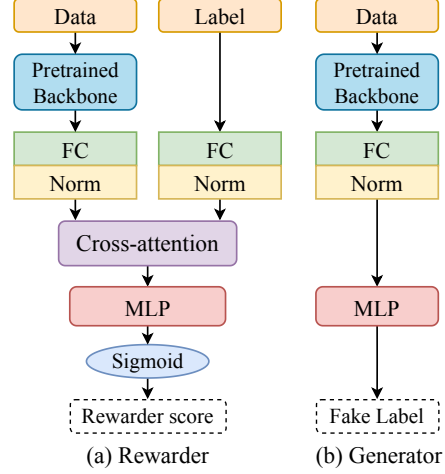 Data
Label
Data
Pretrained
Backbone
Pretrained
Backbone
FC
Norm
FC
Norm
FC
Norm
Cross-attention
MLP
MLP
Sigmoid
Rewarder score
Fake Label
(a) Rewarder
(b) Generator